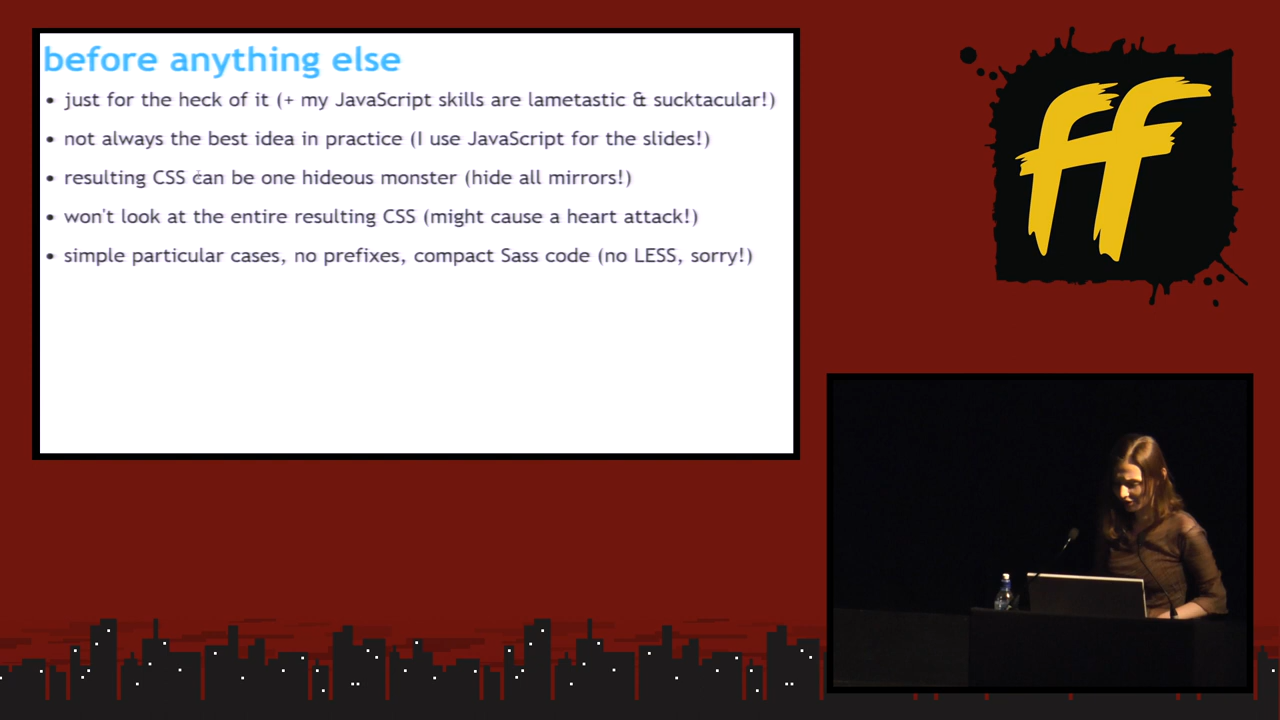 before anything else
• just for the heck of it (+ my JavaScript skills are lametastic & sucktacular!)
• not always the best idea in practice (I use JavaScript for the slides!)
• resulting CSS can be one hideous monster (hide all mirrors!)
• won't look at the entire resulting CSS (might cause a heart attack!)
• simple particular cases, no prefixes, compact Sass code (no LESS, sorry!)
ff